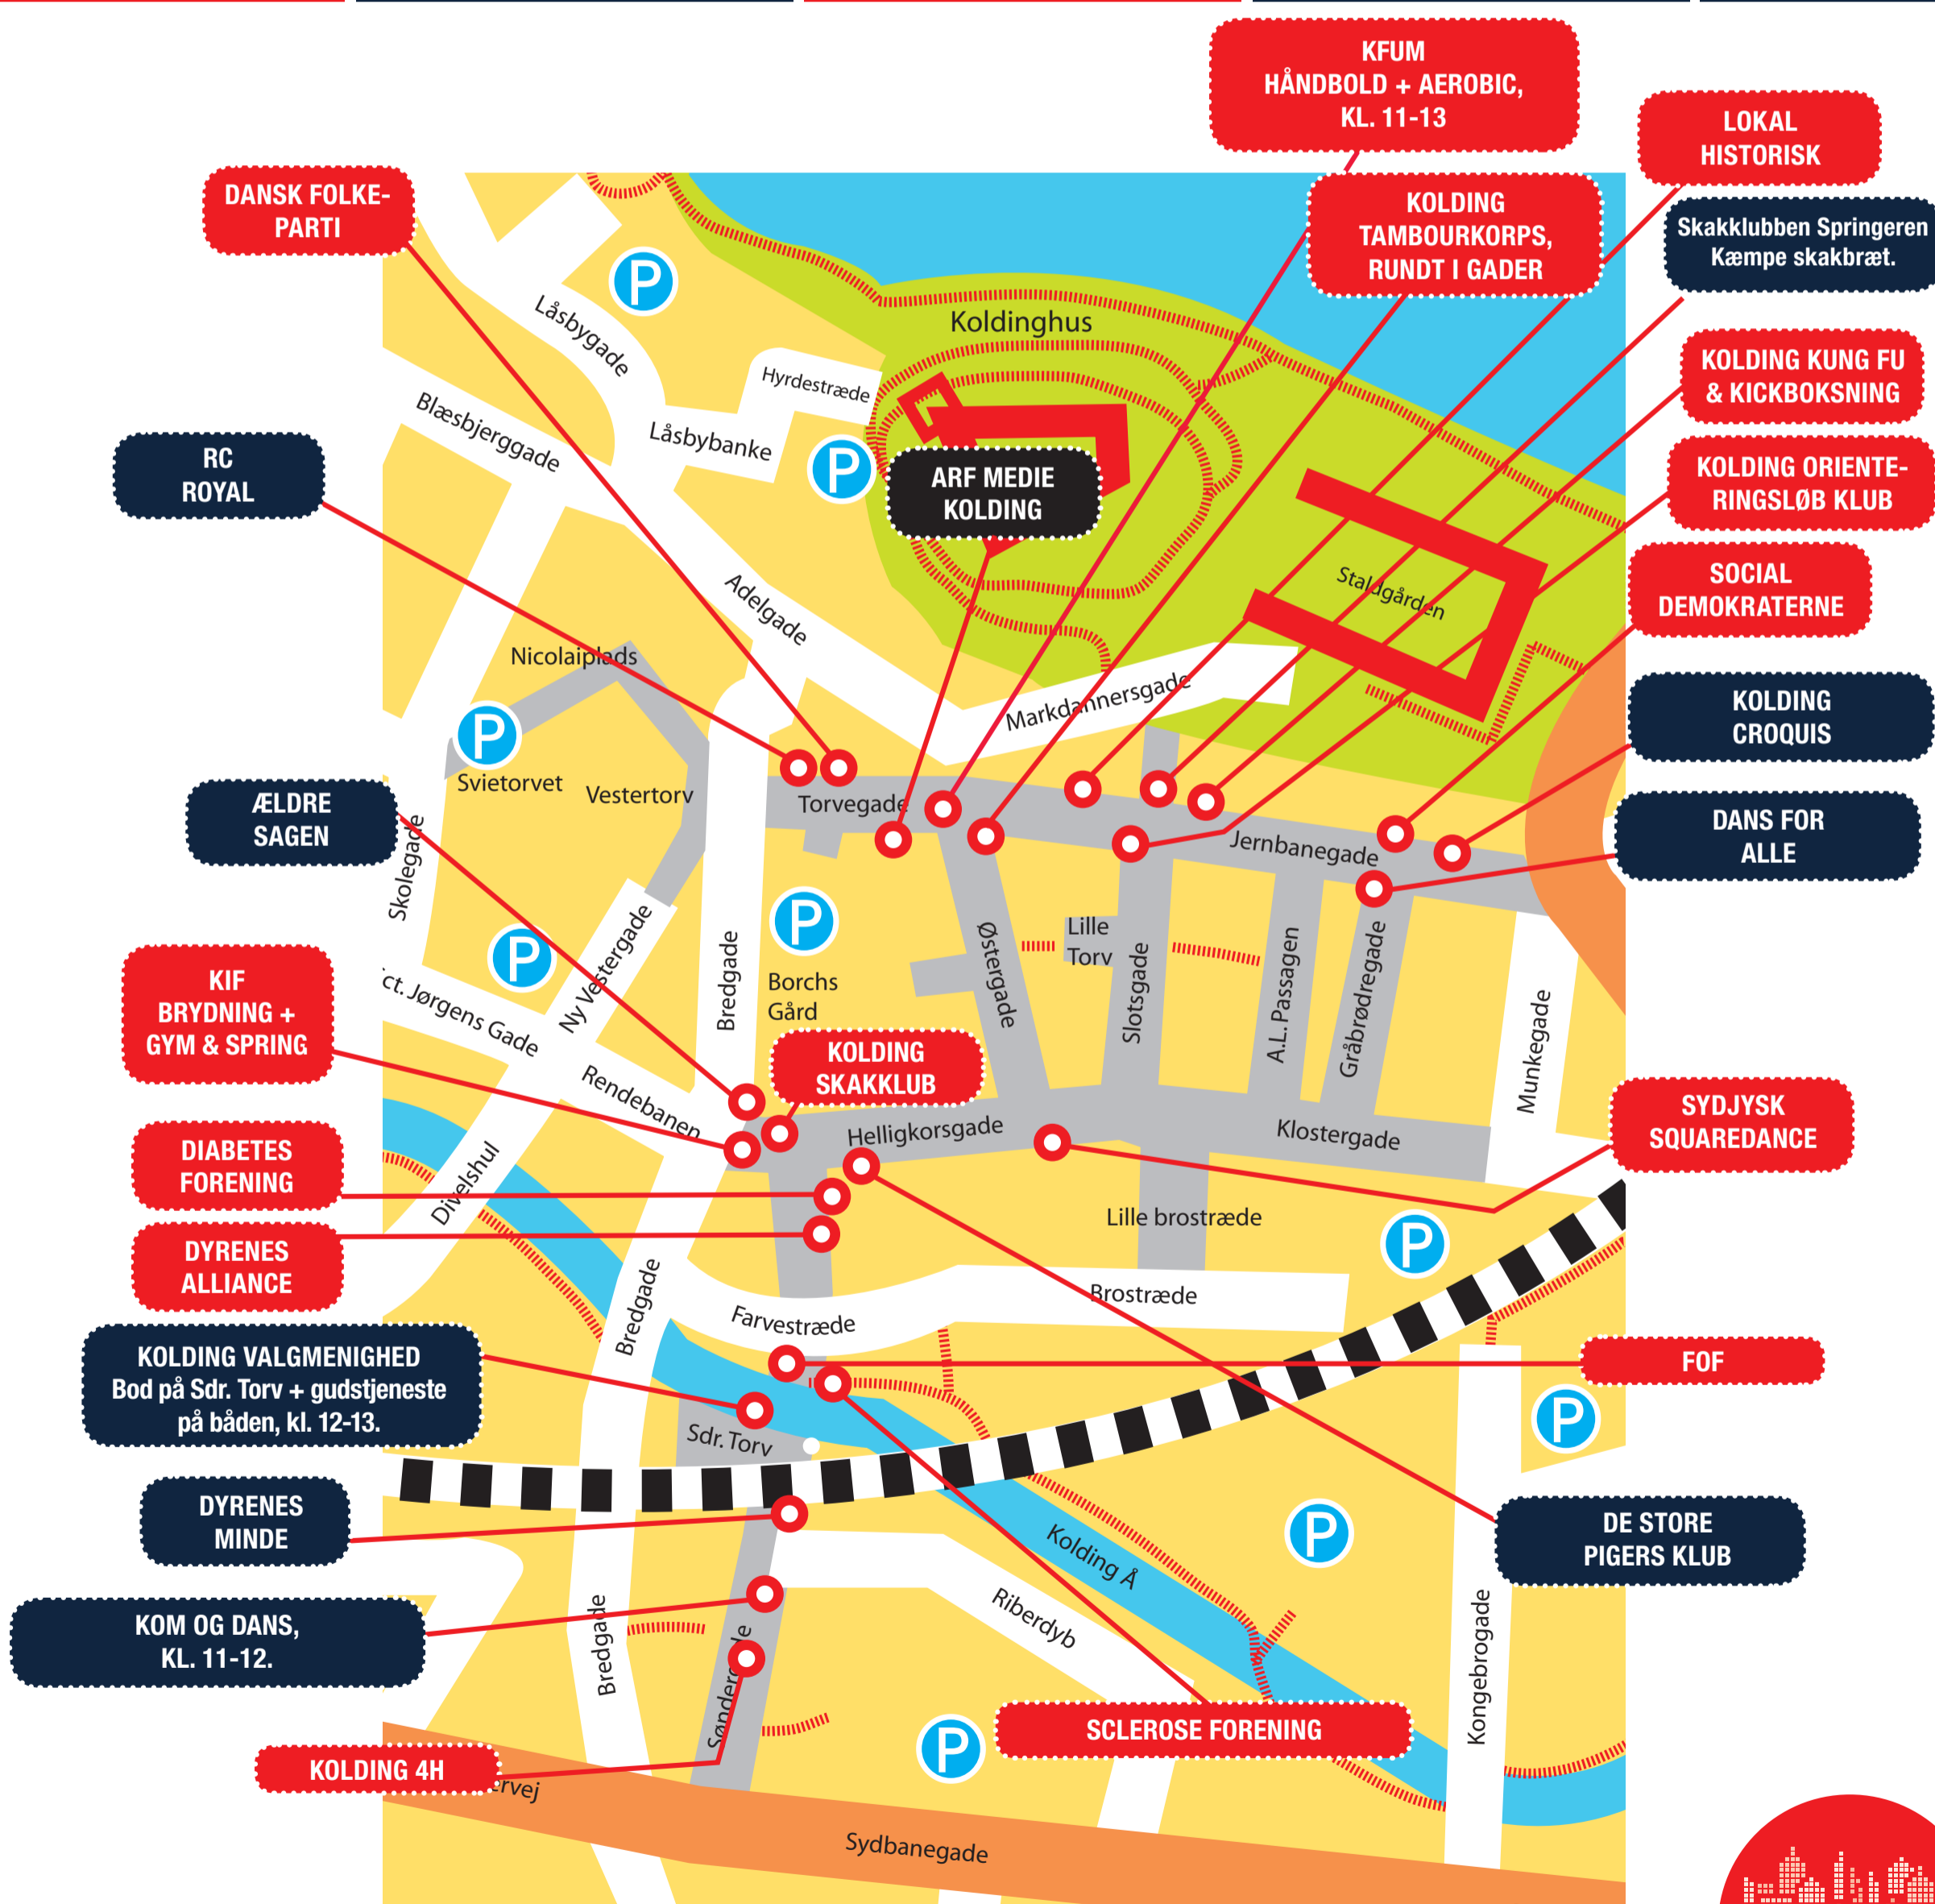 KFUM
HÅNDBOLD + AEROBIC,
KL. 11-13
LOKAL
HISTORISK
DANSK FOLKE-
PARTI
KOLDING
TAMBOURKORPS,
RUNDT I GADER
Skakklubben Springeren
Kæmpe skakbræt.
P
Låsbygade
Koldinghus
KOLDING KUNG FU
& KICKBOKSNING
Hyrdestræde
Blæsbjerggade
Låsbybanke
P
RC
ROYAL
ARF MEDIE
KOLDING
KOLDING ORIENTE-
RINGSLØB KLUB
Staldgården
SOCIAL
DEMOKRATERNE
Adelgade
Nicolaiplads
Markdannersgade
KOLDING
CROQUIS
P
Svietorvet
Vestertorv
Torvegade
ÆLDRE
SAGEN
Jernbanegade
DANS FOR
ALLE
Skolegade
P
P
Ny Vestergade
Bredgade
Borchs
Gård
Østergade
Lille
Torv
Slotsgade
A.L. Passagen
Gråbrødregade
Munkegade
KIF
BRYDNING +
GYM & SPRING
ct. Jørgens Gade
Rendebanen
KOLDING
SKAKKLUB
Helligkorsgade
Klostergade
SYDJYSK
SQUAREDANCE
DIABETES
FORENING
Divelshul
Lille brostræde
P
DYRENES
ALLIANCE
Bredgade
Farvestræde
Brostræde
KOLDING VALGMENIGHED
Bod på Sdr. Torv + gudstjeneste
på båden, kl. 12-13.
FOF
P
Sdr. Torv
DYRENES
MINDE
P
DE STORE
PIGERS KLUB
Kolding Å
Riberdyb
KOM OG DANS,
KL. 11-12.
Bredgade
Kongebrogade
SCLEROSE FORENING
P
KOLDING 4H
ervej
Sydbanegade